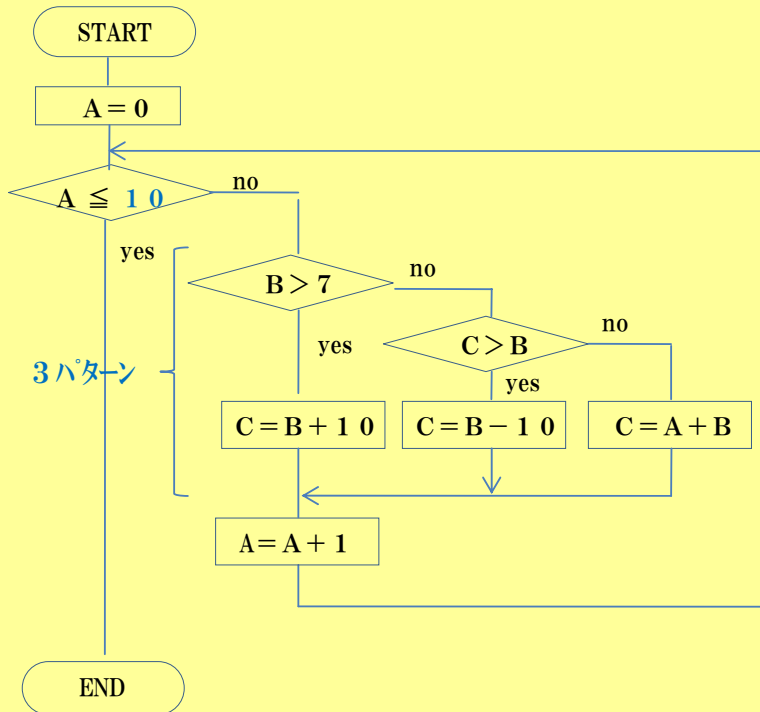 START
A=0
A ≦ 10
no
yes
B>7
no
yes
C>B
no
yes
3パターン
C=B+10
C=B-10
C=A+B
A=A+1
END